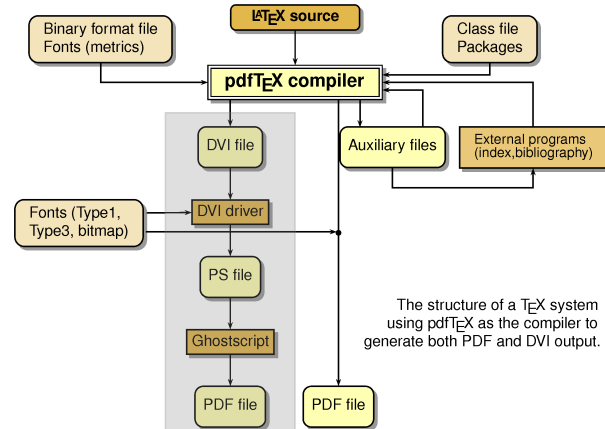 LATEX source
Binary format file
Fonts (metrics)
Class file
Packages
pdfTEX compiler
DVI file
Auxiliary files
External programs
(index,bibliography)
Fonts (Type1,
Type3, bitmap)
DVI driver
PS file
The structure of a TEX system
using pdfTEX as the compiler to
generate both PDF and DVI output.
Ghostscript
PDF file
PDF file